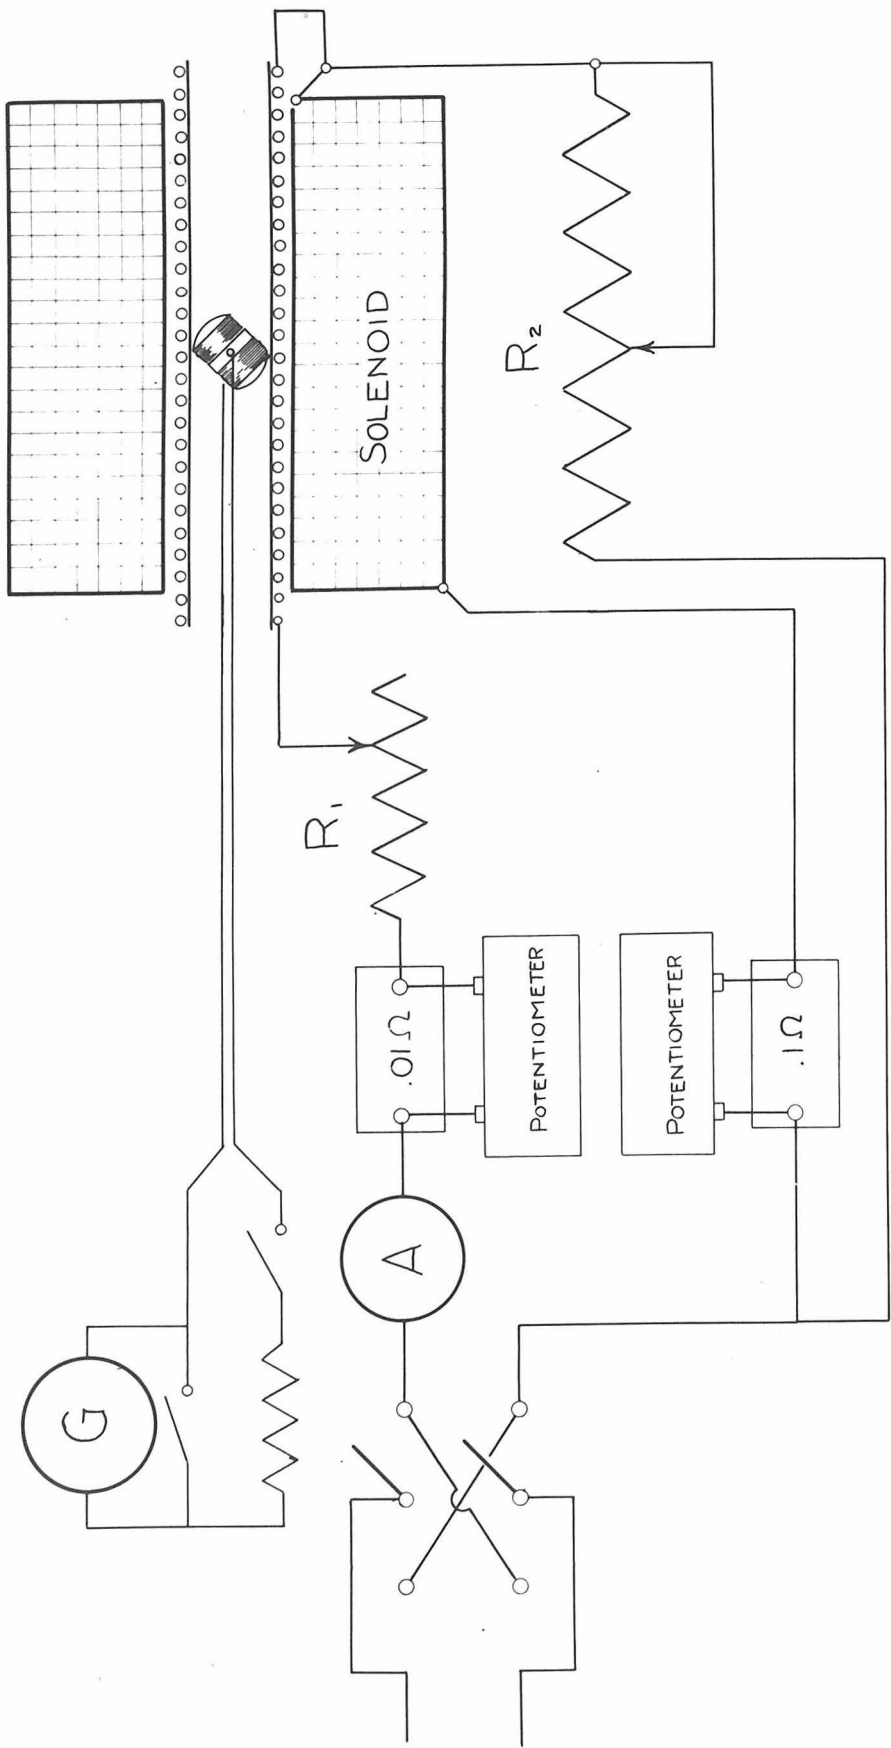 SOLENOID
R₂
R₁
.01Ω
POTENTIOMETER
POTENTIOMETER
.1Ω
A
G